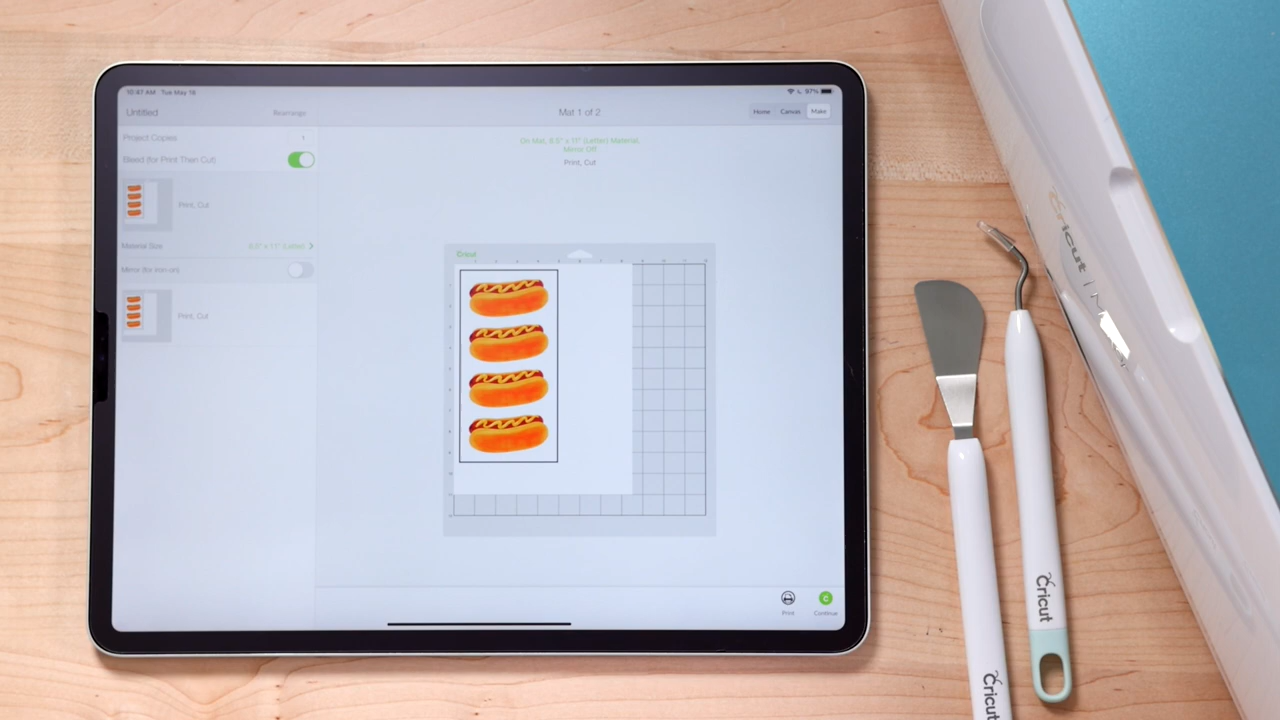 10:47 AM Tue May 16
97%
Untitled
Rearrange
Mat 1 of 2
Home
Canvas
Make
Project Copies
1
Bleed (for Print Then Cut)
Print, Cut
Material Size
8.5" x 11" (Letter)
Mirror (for Iron-on)
Print, Cut
On Mat, 8.5" x 11" (Letter) Material,
Mirror Off
Print, Cut
Cricut
Print
Continue
Cricut
Cricut
Cricut